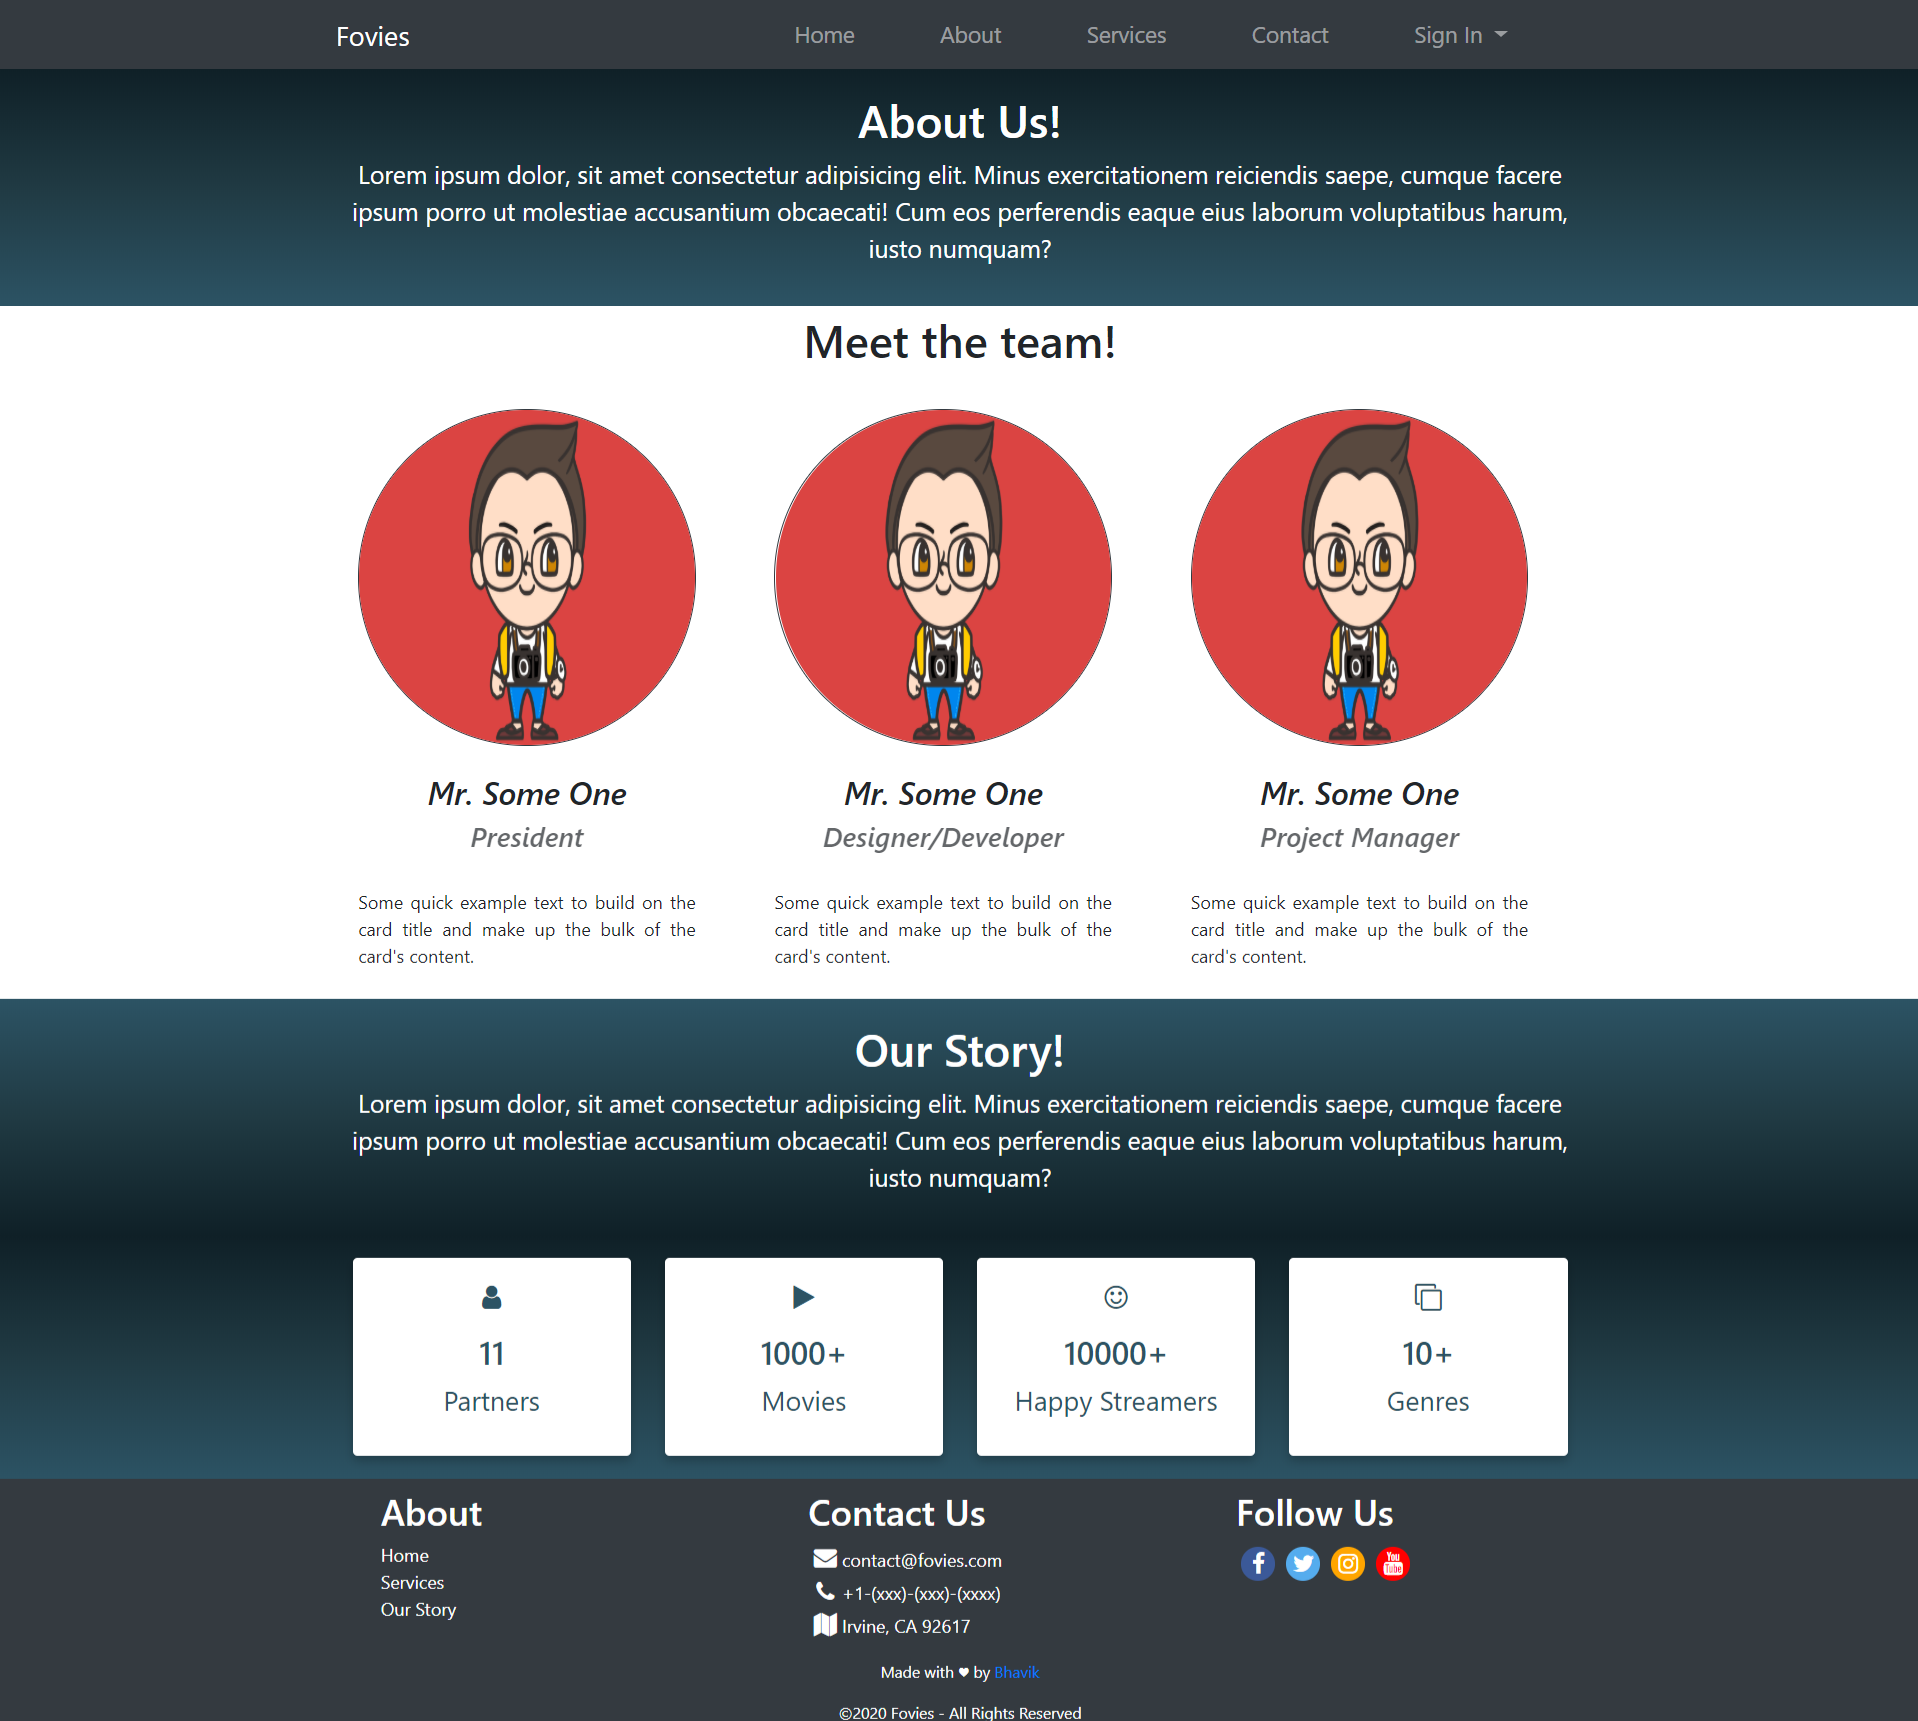 Fovies
Home
About
Services
Contact
Sign In
About Us!
Lorem ipsum dolor, sit amet consectetur adipisicing elit. Minus exercitationem reiciendis saepe, cumque facere
ipsum porro ut molestiae accusantium obcaecati! Cum eos perferendis eaque eius laborum voluptatibus harum,
iusto numquam?
Meet the team!
Mr. Some One
President
Some quick example text to build on the
card title and make up the bulk of the
card's content.
Mr. Some One
Designer/Developer
Some quick example text to build on the
card title and make up the bulk of the
card's content.
Mr. Some One
Project Manager
Some quick example text to build on the
card title and make up the bulk of the
card's content.
Our Story!
Lorem ipsum dolor, sit amet consectetur adipisicing elit. Minus exercitationem reiciendis saepe, cumque facere
ipsum porro ut molestiae accusantium obcaecati! Cum eos perferendis eaque eius laborum voluptatibus harum,
iusto numquam?
11
Partners
1000+
Movies
10000+
Happy Streamers
10+
Genres
About
Home
Services
Our Story
Contact Us
contact@fovies.com
+1-(xxx)-(xxx)-(xxxx)
Irvine, CA 92617
Follow Us
You
Tube
Made with ♥ by Bhavik
©2020 Fovies - All Rights Reserved